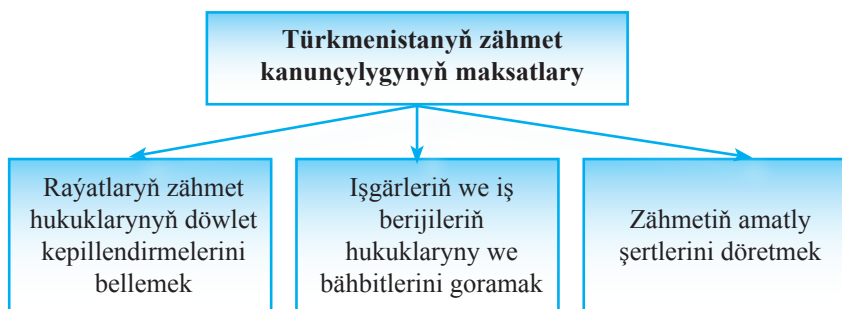 Türkmenistanyň zähmet
kanunçylygynyň maksatlary
Raýatlaryň zähmet
hukuklarynyň döwlet
kepillendirmelerini
bellemek
Işgärleriň we iş
berijileriň
hukuklaryny we
bähbitlerini goramak
Zähmetiň amatly
şertlerini döretmek